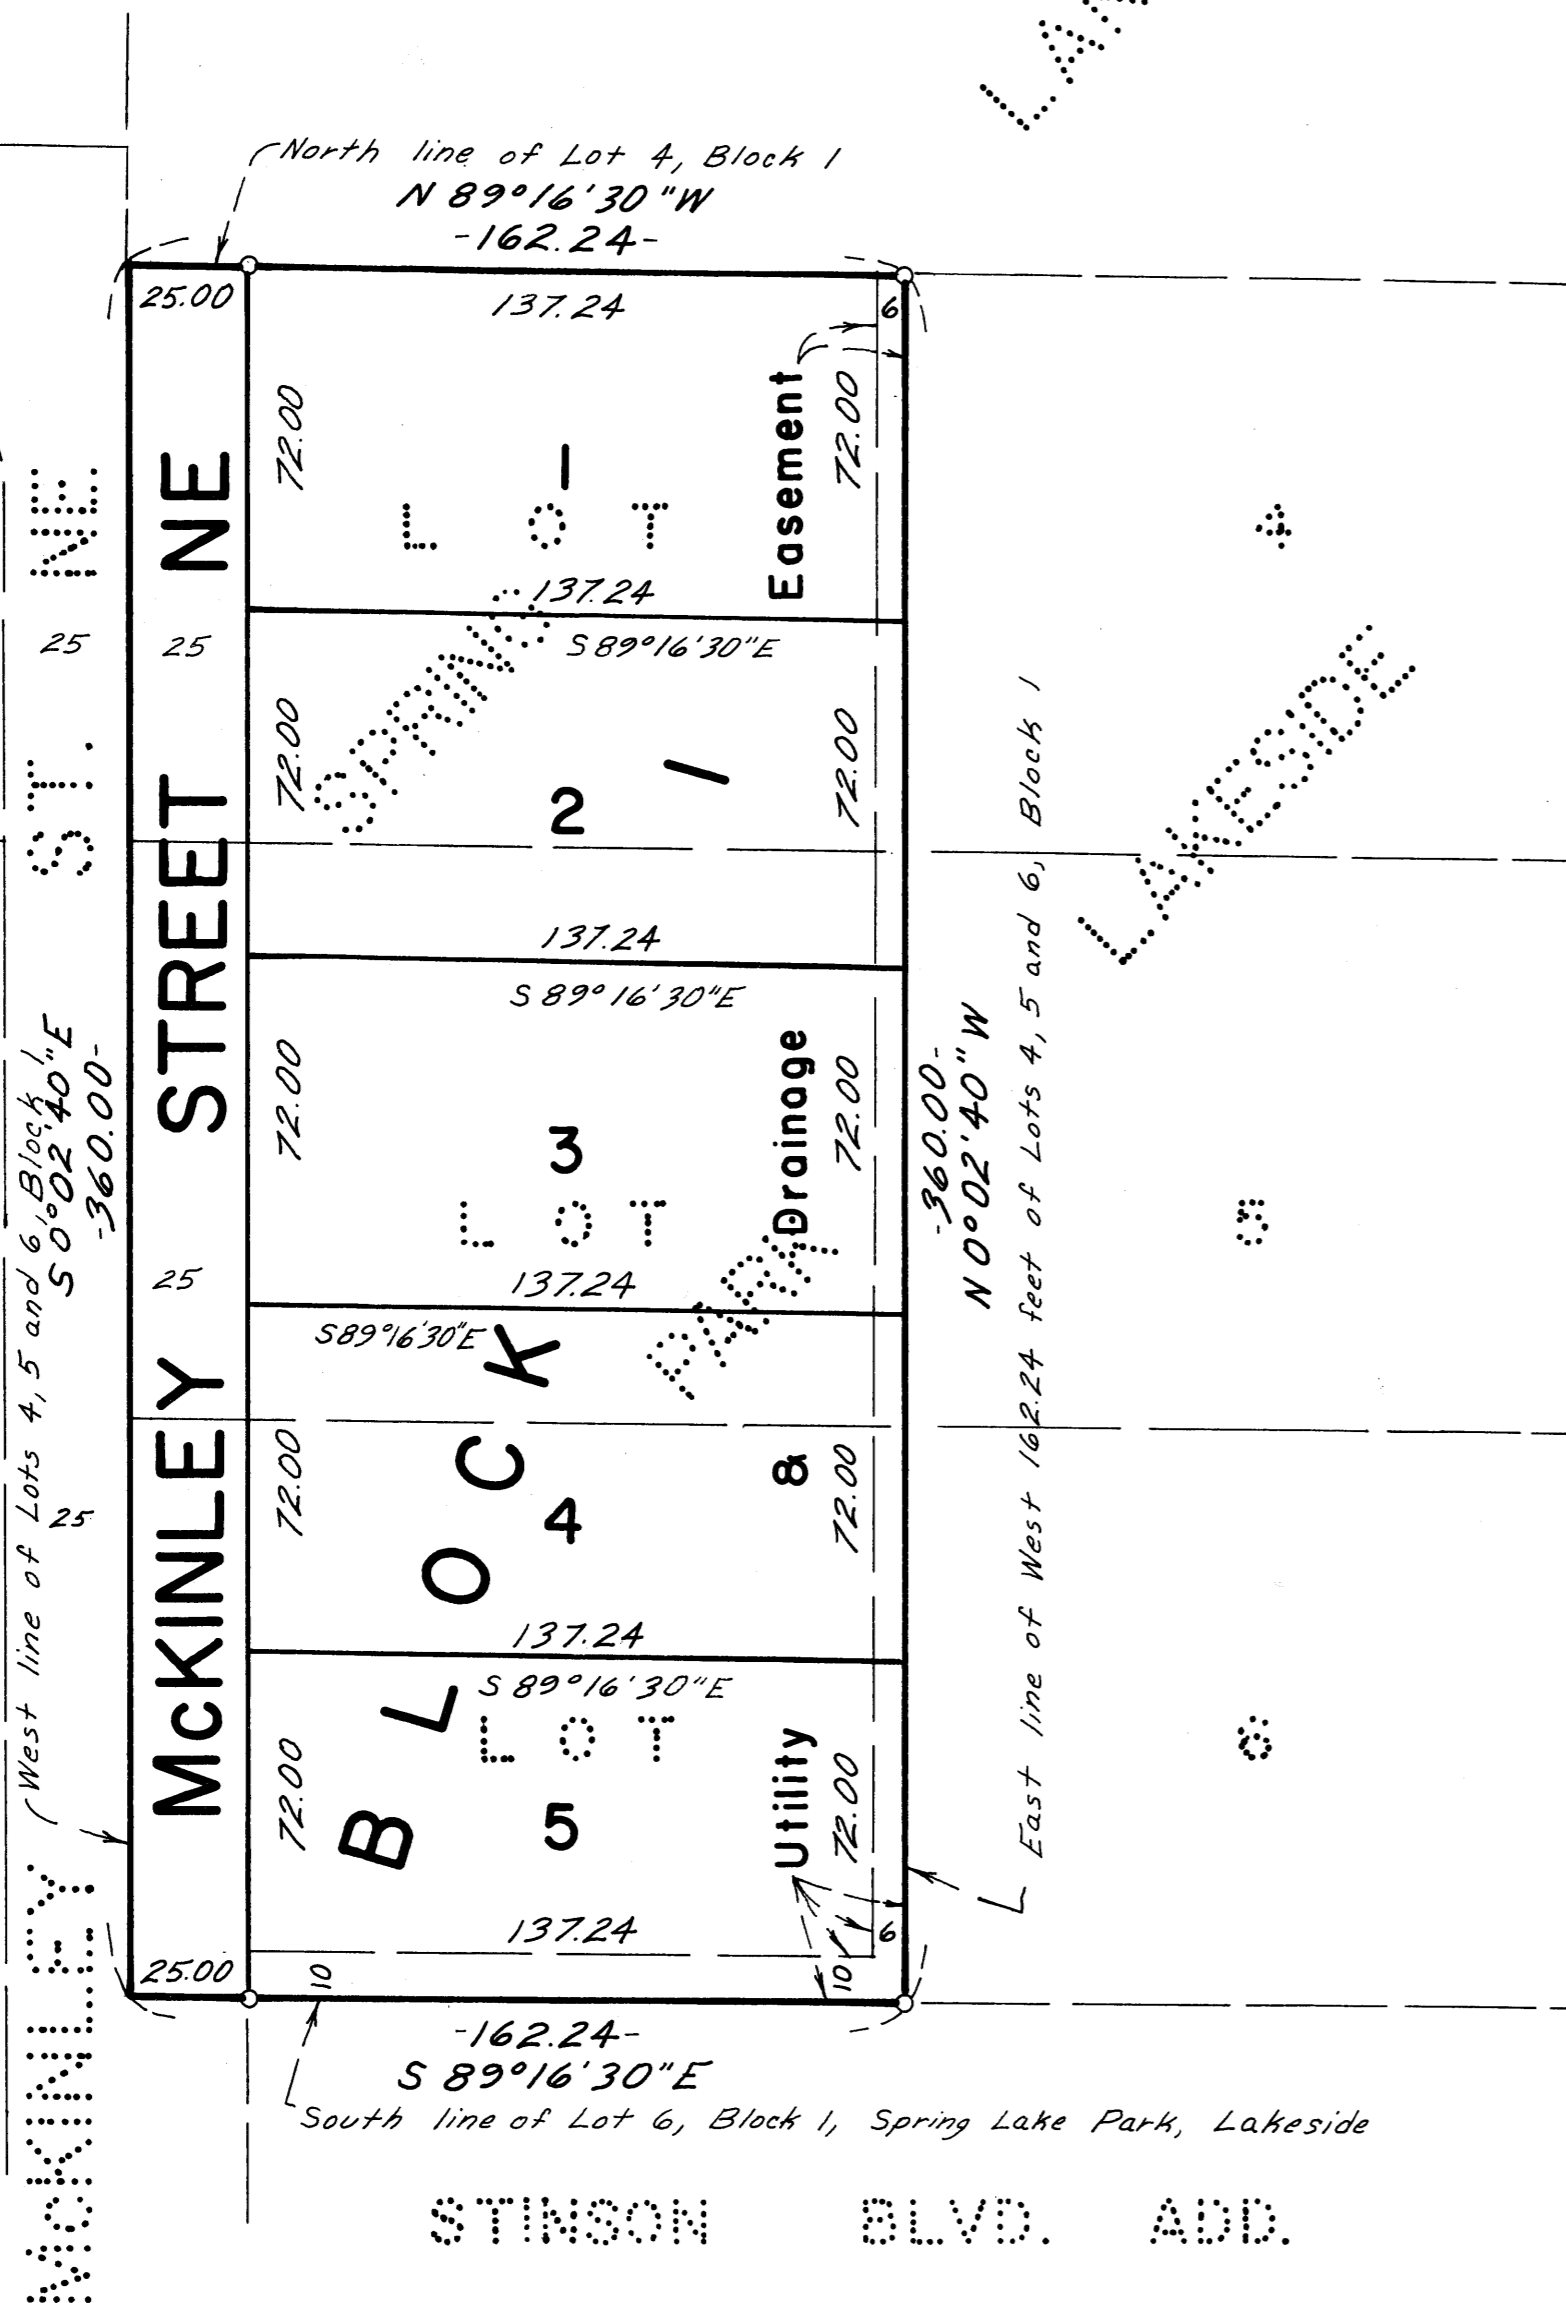 LA
North line of Lot 4, Block 1
N 89°16'30"W
-162.24-
25.00
137.24
6
72.00
72.00
Easement
1
LOT
4
137.24
S 89°16'30"E
25
25
SPRING
72.00
72.00
2
1
LAKESIDE
137.24
S 89°16'30"E
72.00
72.00
Drainage
3
LOT
5
PARK
137.24
S 89°16'30"E
25
72.00
72.00
&
4
25
137.24
S 89°16'30"E
LOT
6
72.00
72.00
Utility
5
BLOCK
137.24
6
25.00
10
10
McKINLEY STREET NE
McKINLEY ST. NE.
West line of Lots 4, 5 and 6, Block 1
S 0°02'40"E
-360.00-
-360.00-
N 0°02'40"W
East line of West 162.24 feet of Lots 4, 5 and 6, Block 1
-162.24-
S 89°16'30"E
South line of Lot 6, Block 1, Spring Lake Park, Lakeside
STINSON BLVD. ADD.